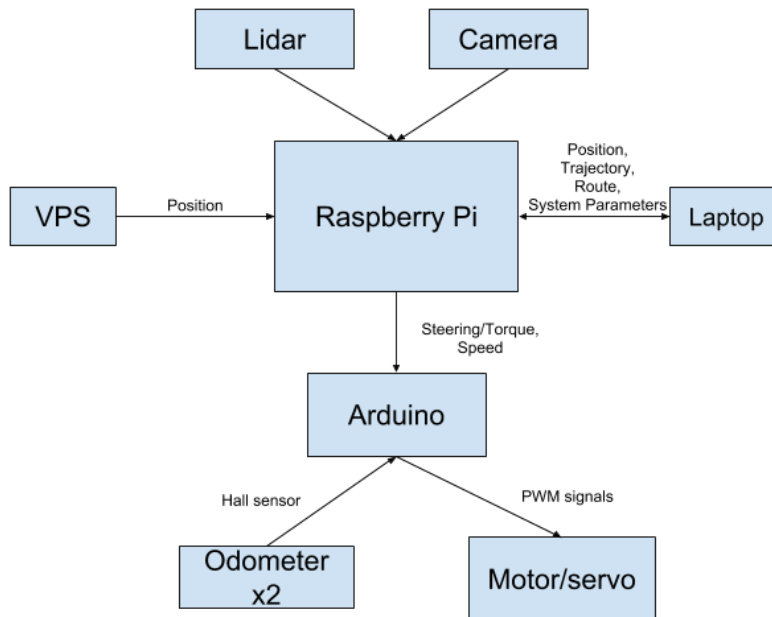 Lidar
Camera
Position,
Trajectory,
Route,
System Parameters
VPS
Position
Raspberry Pi
Laptop
Steering/Torque,
Speed
Arduino
Hall sensor
PWM signals
Odometer
x2
Motor/servo